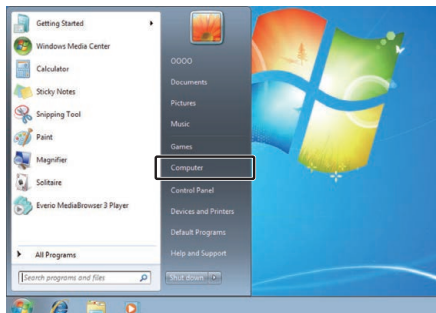 Getting Started
Windows Media Center
Calculator
Sticky Notes
Snipping Tool
Paint
Magnifier
Solitaire
Everio MediaBrowser 3 Player
All Programs
Search programs and files
OOOO
Documents
Pictures
Music
Games
Computer
Control Panel
Devices and Printers
Default Programs
Help and Support
Shut down